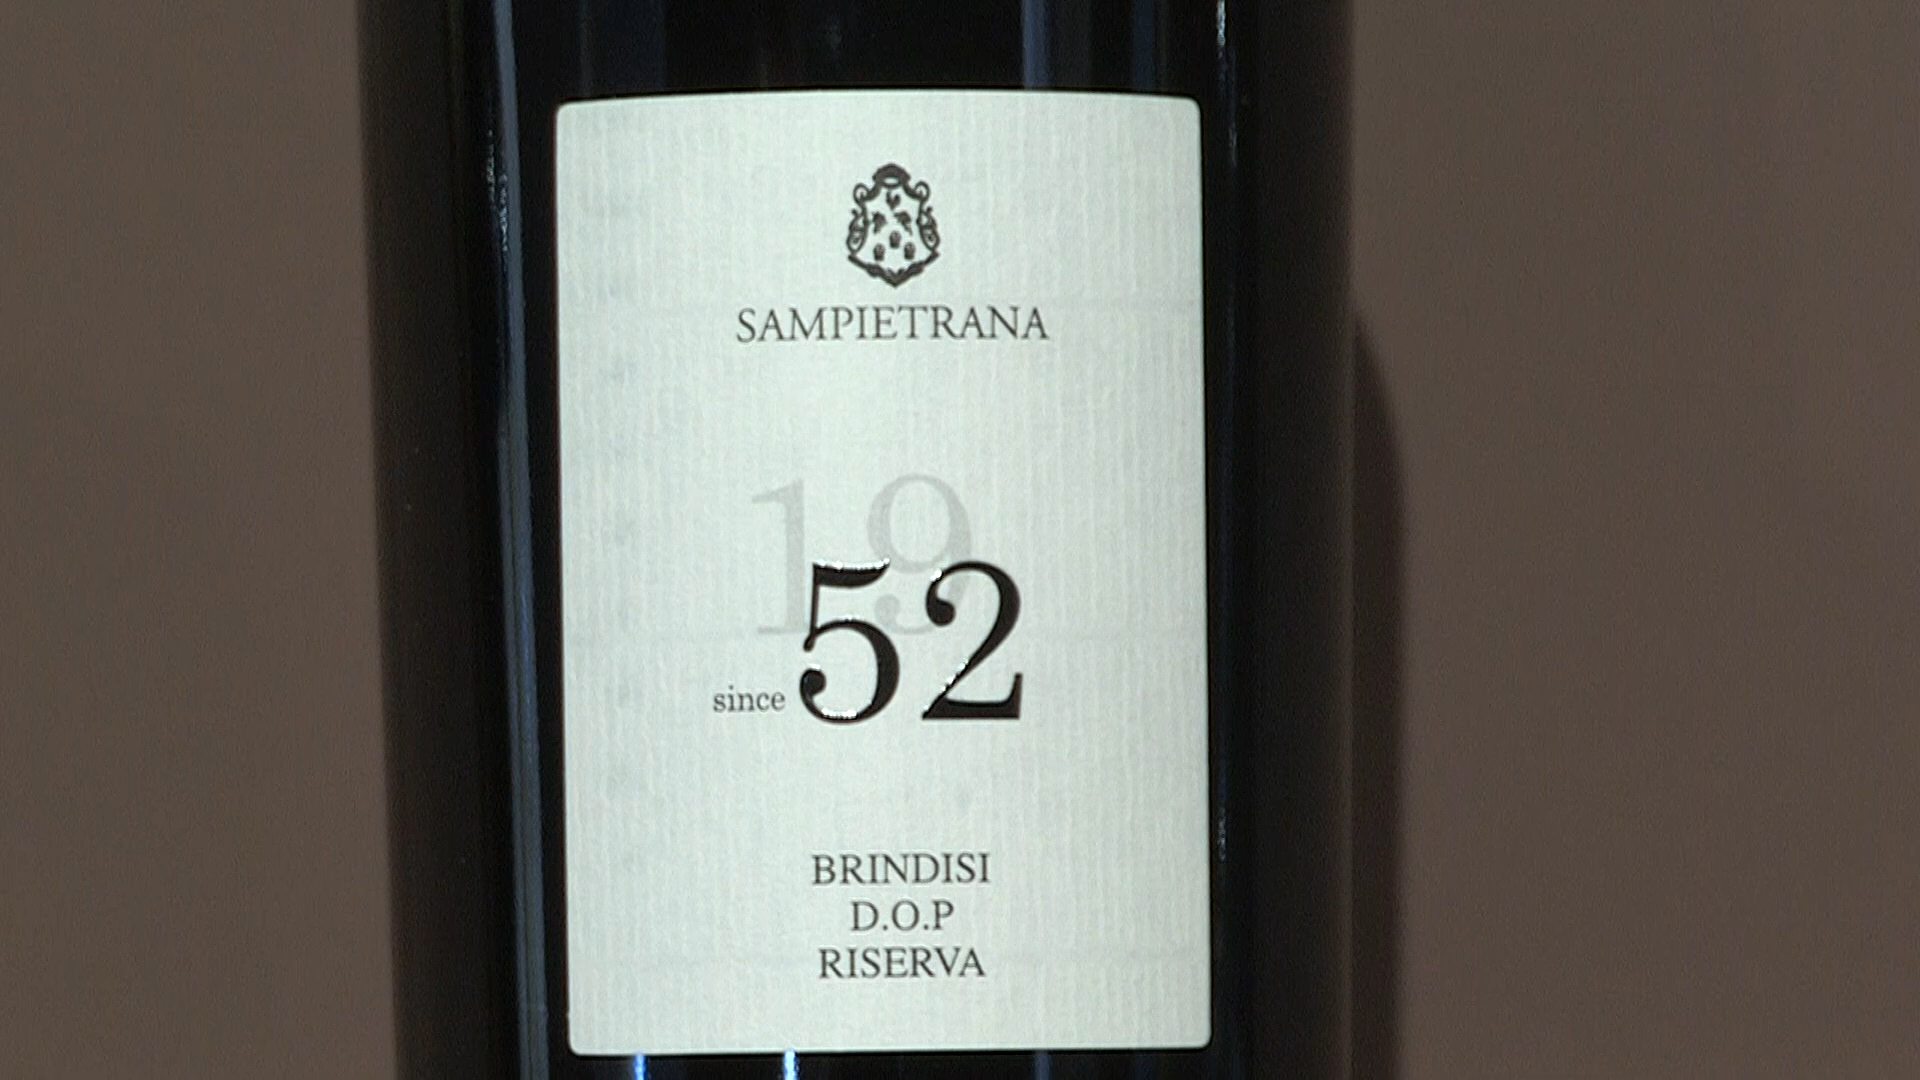 SAMPIETRANA
19
since 52
BRINDISI
D.O.P
RISERVA